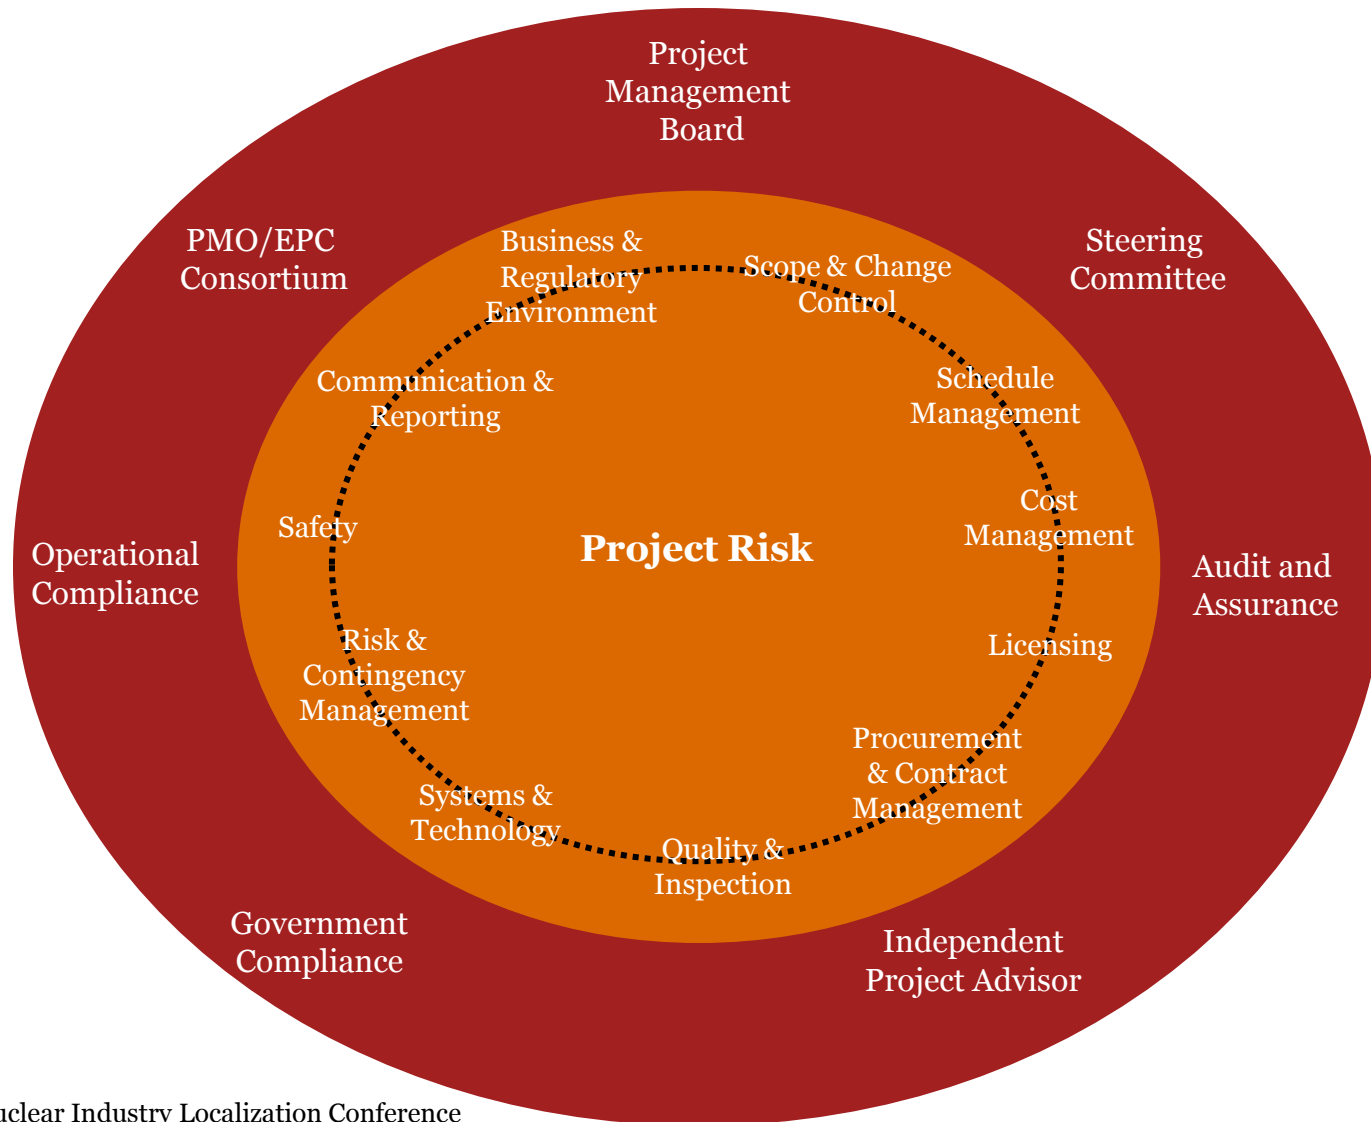 Project
Management
Board
PMO/EPC
Consortium
Steering
Committee
Business &
Regulatory
Environment
Scope & Change
Control
Communication &
Reporting
Schedule
Management
Safety
Cost
Management
Project Risk
Operational
Compliance
Audit and
Assurance
Risk &
Contingency
Management
Licensing
Procurement
& Contract
Management
Systems &
Technology
Quality &
Inspection
Government
Compliance
Independent
Project Advisor
Industry Localization Conference